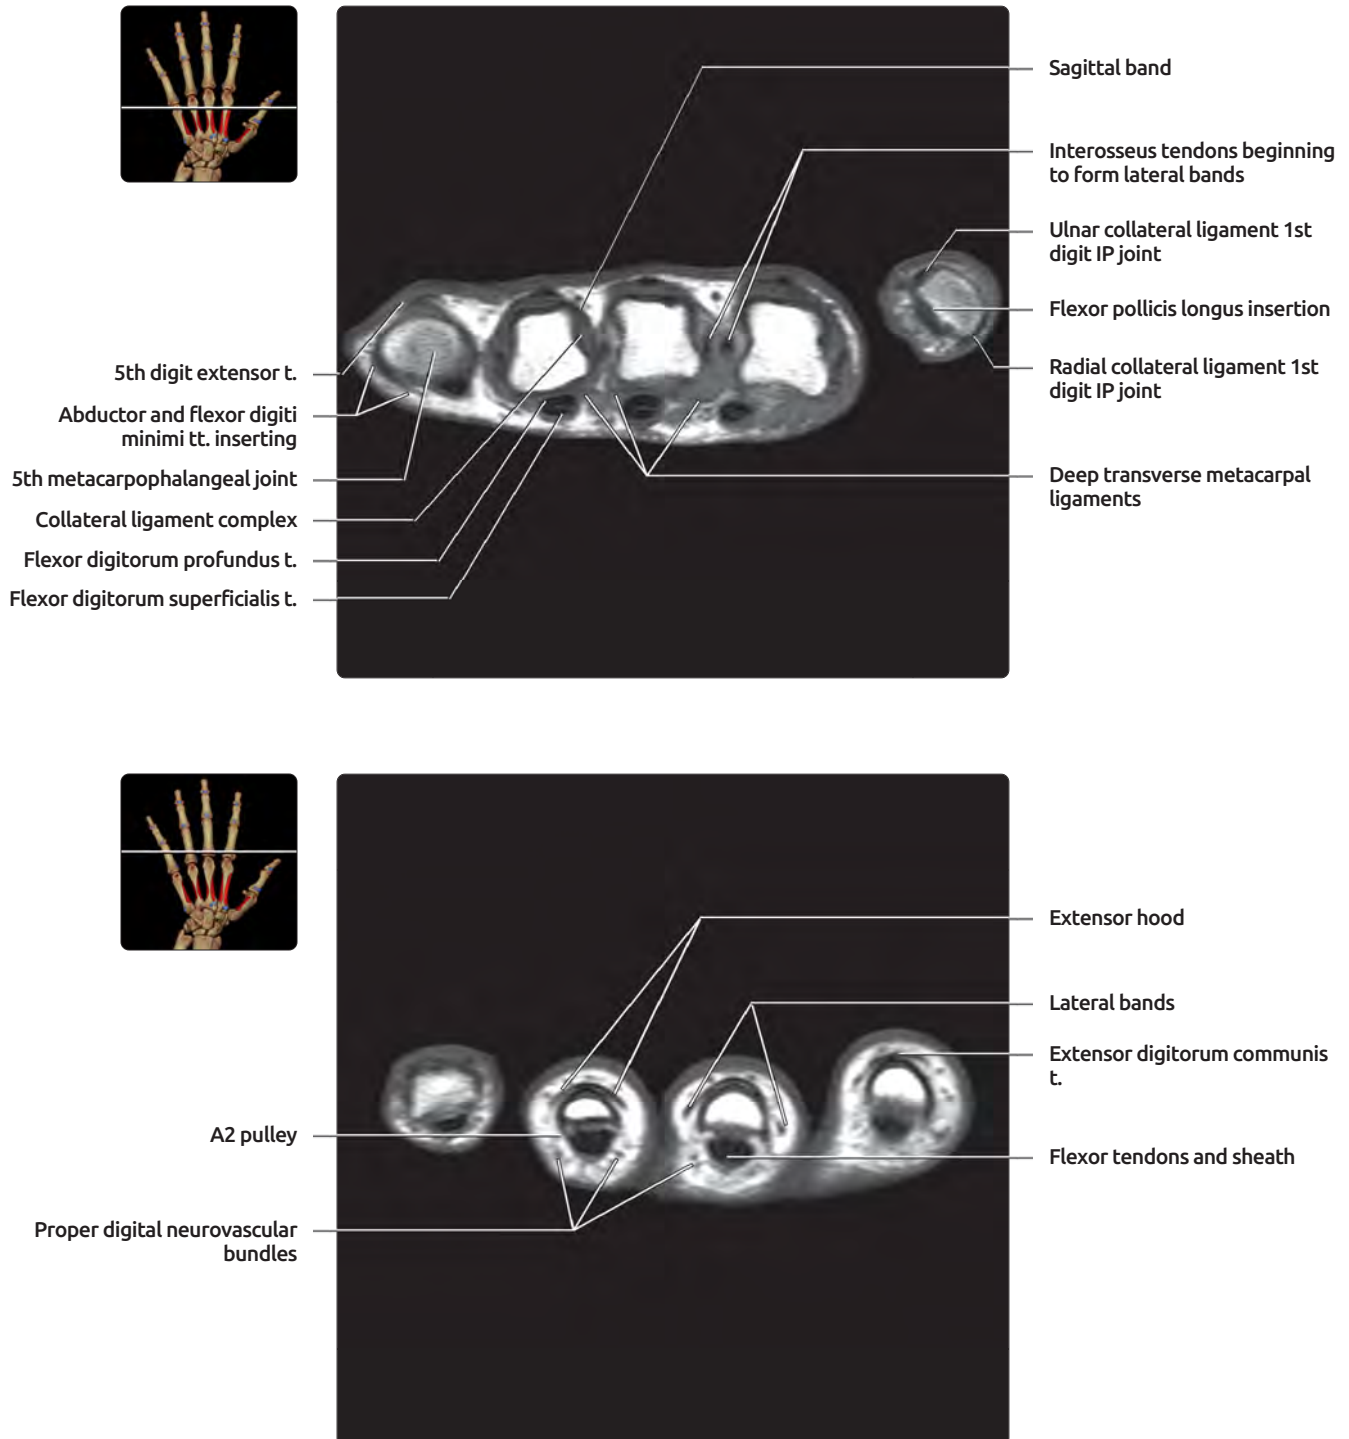 Sagittal band
Interosseus tendons beginning
to form lateral bands
Ulnar collateral ligament 1st
digit IP joint
Flexor pollicis longus insertion
Radial collateral ligament 1st
digit IP joint
Deep transverse metacarpal
ligaments
5th digit extensor t.
Abductor and flexor digiti
minimi tt. inserting
5th metacarpophalangeal joint
Collateral ligament complex
Flexor digitorum profundus t.
Flexor digitorum superficialis t.
Extensor hood
Lateral bands
Extensor digitorum communis
t.
Flexor tendons and sheath
A2 pulley
Proper digital neurovascular
bundles